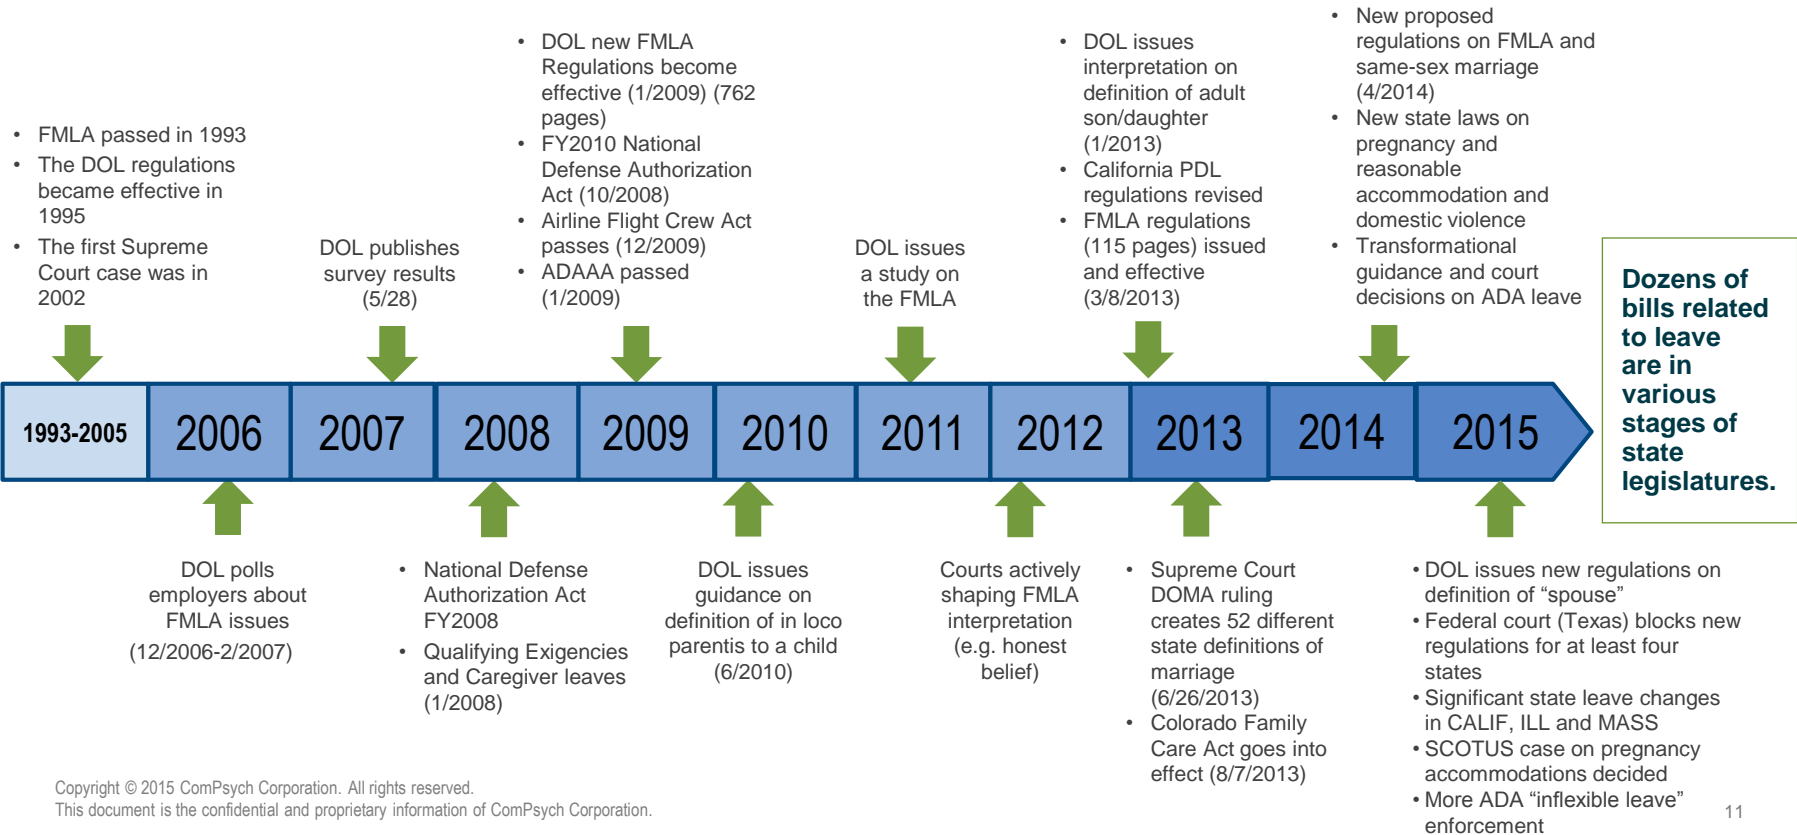 • FMLA passed in 1993
• The DOL regulations
became effective in
1995
• The first Supreme
Court case was in
2002
DOL publishes
survey results
(5/28)
• DOL new FMLA
Regulations become
effective (1/2009) (762
pages)
• FY2010 National
Defense Authorization
Act (10/2008)
• Airline Flight Crew Act
passes (12/2009)
• ADAAA passed
(1/2009)
DOL issues
a study on
the FMLA
• DOL issues
interpretation on
definition of adult
son/daughter
(1/2013)
• California PDL
regulations revised
• FMLA regulations
(115 pages) issued
and effective
(3/8/2013)
• New proposed
regulations on FMLA and
same-sex marriage
(4/2014)
• New state laws on
pregnancy and
reasonable
accommodation and
domestic violence
• Transformational
guidance and court
decisions on ADA leave
Dozens of
bills related
to leave
are in
various
stages of
state
legislatures.
1993-2005
2006
2007
2008
2009
2010
2011
2012
2013
2014
2015
DOL polls
employers about
FMLA issues
(12/2006-2/2007)
• National Defense
Authorization Act
FY2008
• Qualifying Exigencies
and Caregiver leaves
(1/2008)
DOL issues
guidance on
definition of in loco
parentis to a child
(6/2010)
Courts actively
shaping FMLA
interpretation
(e.g. honest
belief)
• Supreme Court
DOMA ruling
creates 52 different
state definitions of
marriage
(6/26/2013)
• Colorado Family
Care Act goes into
effect (8/7/2013)
• DOL issues new regulations on
definition of “spouse”
• Federal court (Texas) blocks new
regulations for at least four
states
• Significant state leave changes
in CALIF, ILL and MASS
• SCOTUS case on pregnancy
accommodations decided
• More ADA “inflexible leave”
enforcement
Copyright © 2015 ComPsych Corporation. All rights reserved.
This document is the confidential and proprietary information of ComPsych Corporation.
11